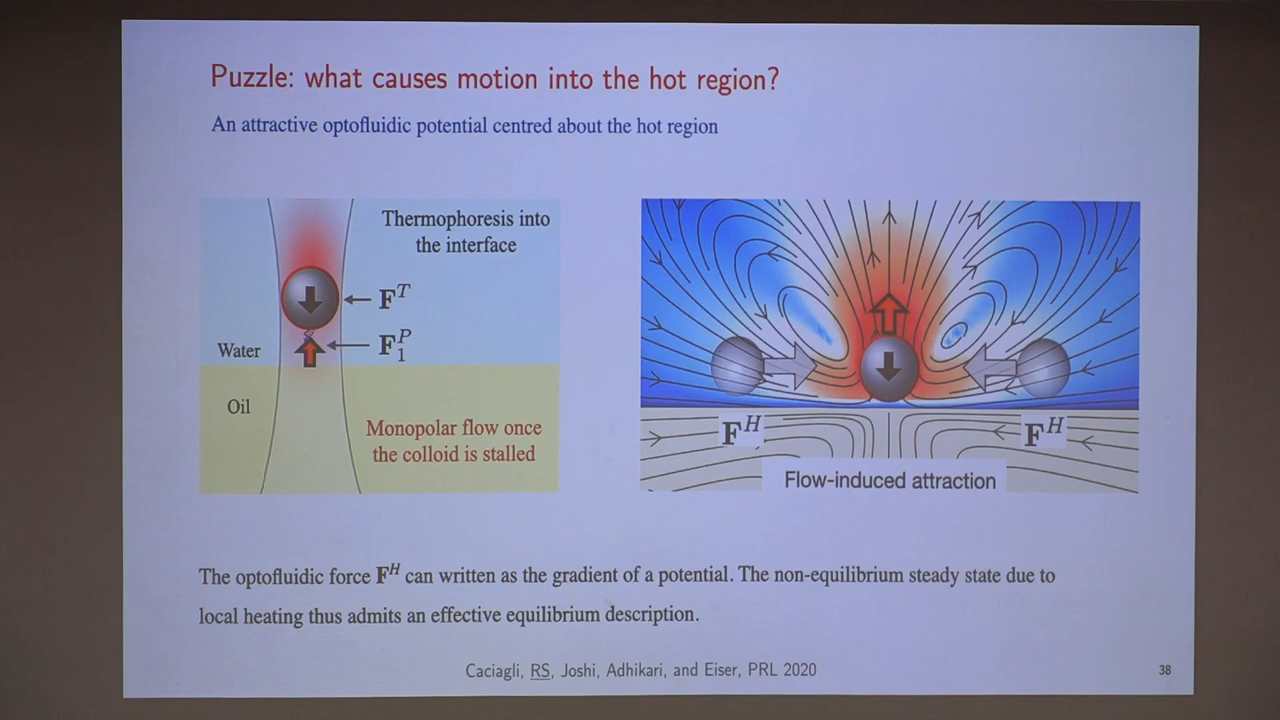 Puzzle: what causes motion into the hot region?
An attractive optofluidic potential centred about the hot region
Thermophoresis into
the interface
F^T
F_1^P
Water
Oil
Monopolar flow once
the colloid is stalled
F^H
F^H
Flow-induced attraction
The optofluidic force F^H can written as the gradient of a potential. The non-equilibrium steady state due to
local heating thus admits an effective equilibrium description.
Caciagli, RS, Joshi, Adhikari, and Eiser, PRL 2020
38